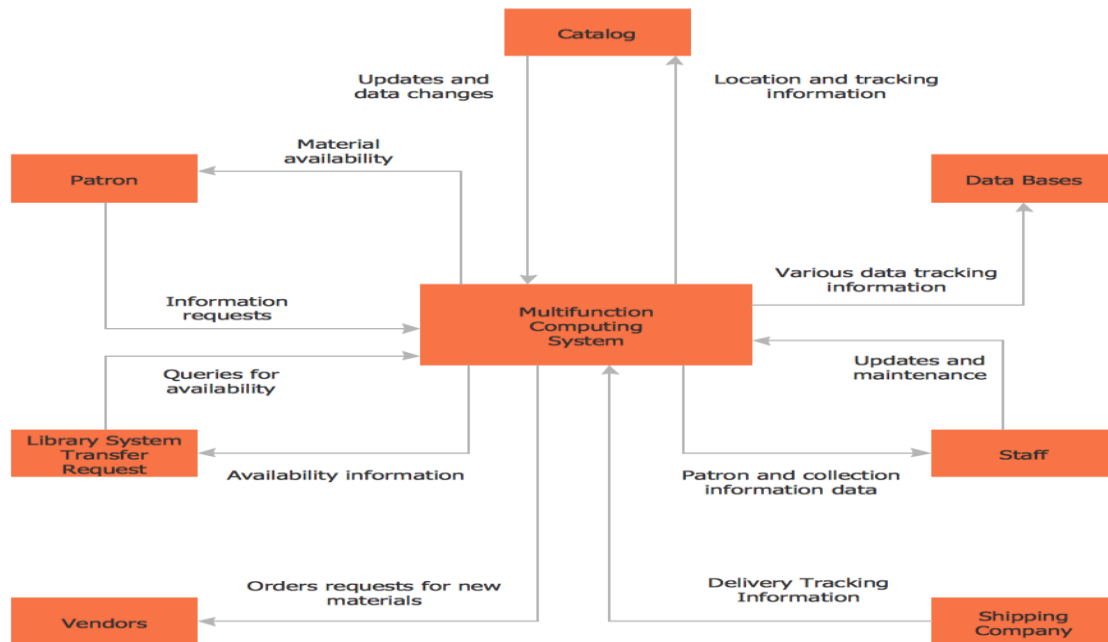 Catalog
Updates and
data changes
Location and tracking
information
Material
availability
Patron
Data Bases
Various data tracking
information
Information
requests
Multifunction
Computing
System
Queries for
availability
Updates and
maintenance
Library System
Transfer
Request
Staff
Availability information
Patron and collection
information data
Orders requests for new
materials
Delivery Tracking
Information
Vendors
Shipping
Company